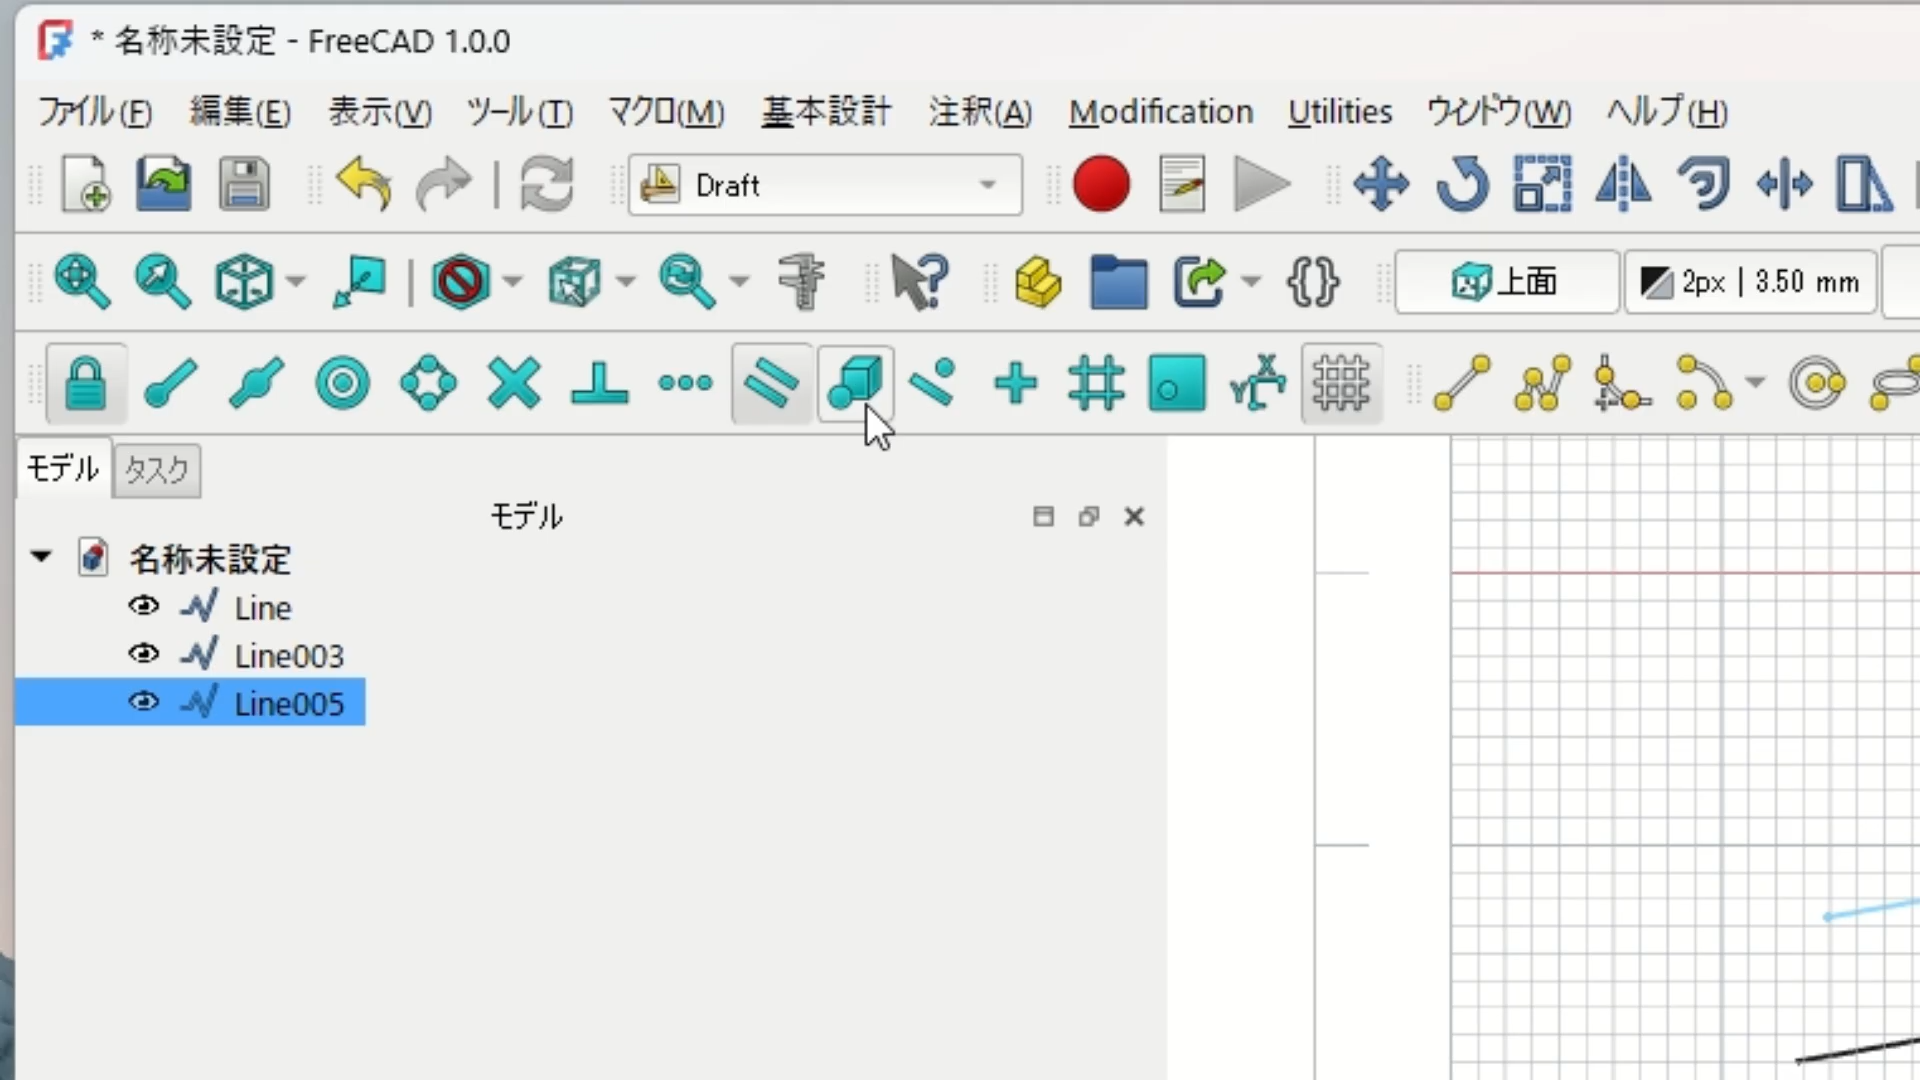 * 名称未設定 - FreeCAD 1.0.0
ファイル(F) 編集(E) 表示(V) ツール(T) マクロ(M) 基本設計 注釈(A) Modification Utilities ウィンドウ(W) ヘルプ(H)
Draft
上面 2px | 3.50 mm
モデル タスク
モデル
名称未設定
Line
Line003
Line005